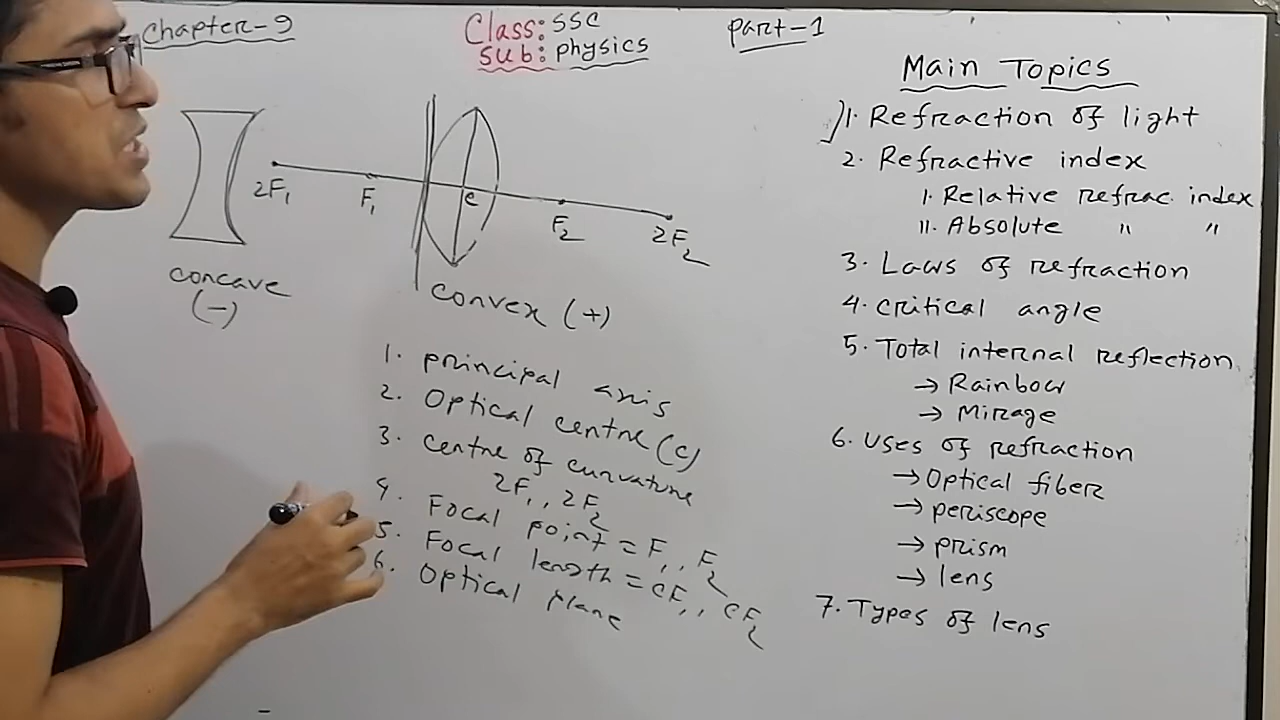 Chapter-9
Class: SSC
Sub: physics
part-1
2F₁
F₁
c
F₂
2F₂
concave
(-)
convex (+)
1. principal axis
2. Optical centre (c)
3. centre of curvature
2F₁, 2F₂
4. Focal point = F₁, F₂
5. Focal length = CF₁, CF₂
6. Optical plane
Main Topics
1. Refraction of light
2. Refractive index
i. Relative refrac. index
ii. Absolute " "
3. Laws of refraction
4. critical angle
5. Total internal reflection
→ Rainbow
→ Mirage
6. Uses of refraction
→ Optical fiber
→ periscope
→ prism
→ lens
7. Types of lens